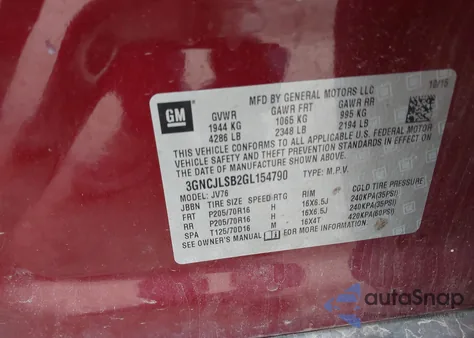 GM
MFD BY GENERAL MOTORS LLC
10/15
GVWR GAWR FRT GAWR RR
1944 KG 1065 KG 995 KG
4286 LB 2348 LB 2194 LB
THIS VEHICLE CONFORMS TO ALL APPLICABLE U.S. FEDERAL MOTOR VEHICLE SAFETY, BUMPER, AND THEFT PREVENTION STANDARDS IN EFFECT ON
THE DATE OF MANUFACTURE SHOWN ABOVE.
3GNCJLSB2GL154790 TYPE: M.P.V.
MODEL: JV76
JBBN TIRE SIZE SPEED RTG RIM COLD TIRE PRESSURE
FRT P205/70R16 H 16X6.5J 240KPA(35PSI)
RR P205/70R16 H 16X6.5J 240KPA(35PSI)
SPA T125/70D16 M 16X4T 420KPA(60PSI)
SEE OWNER'S MANUAL FOR MORE INFORMATION.
autoSnap